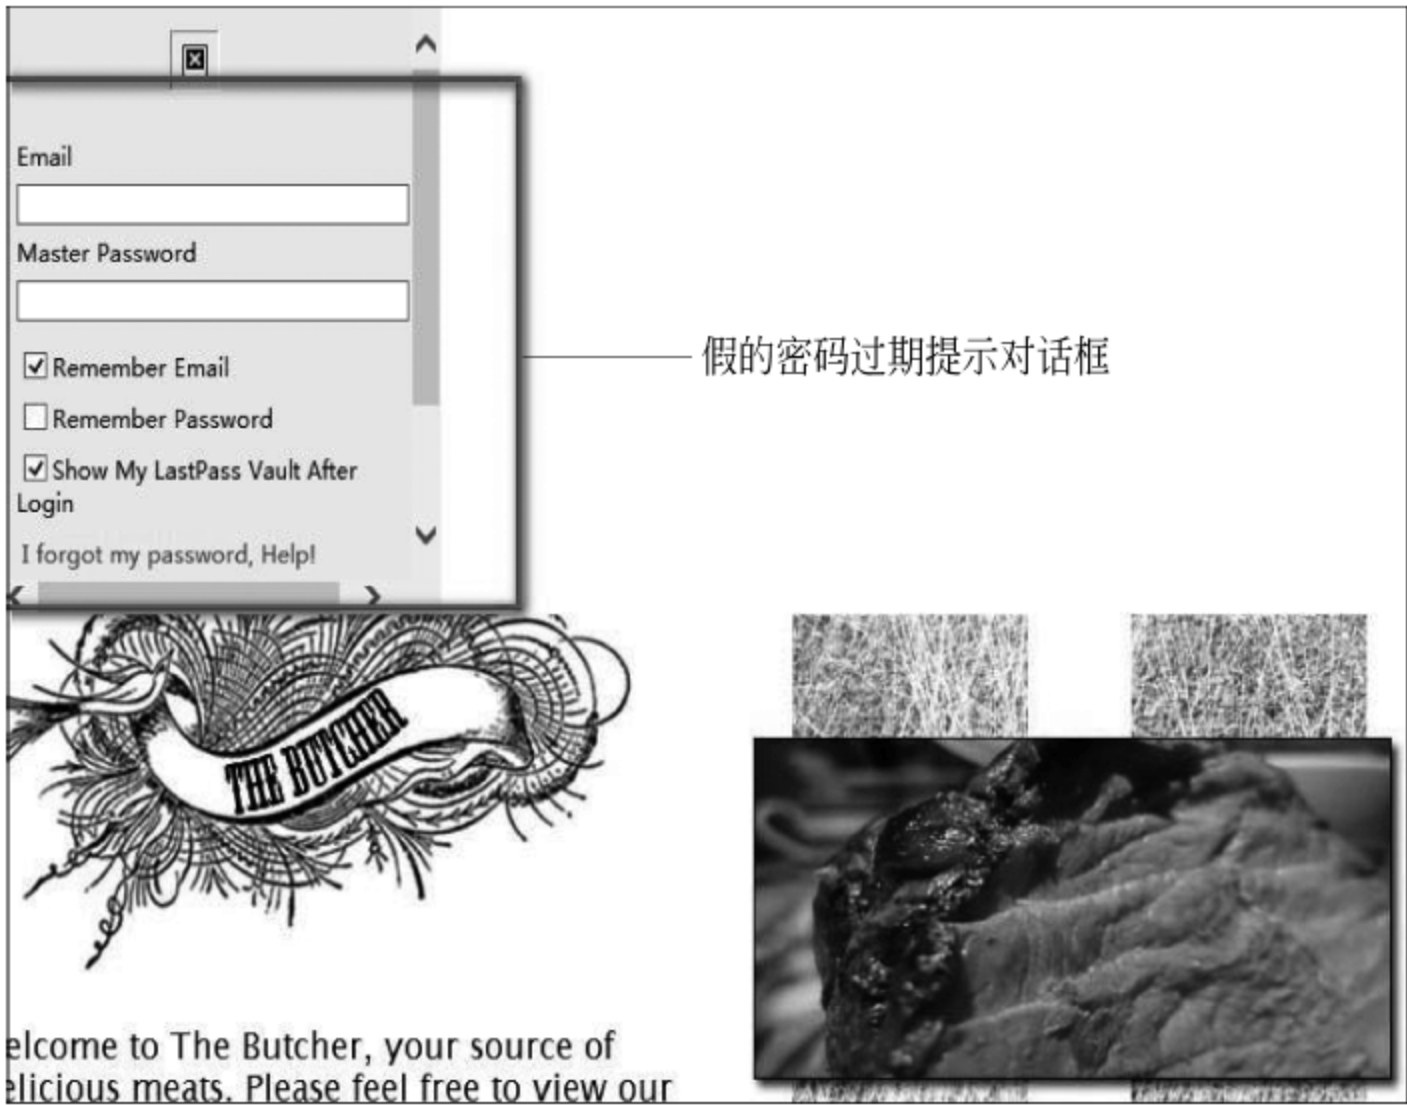 Email
Master Password
Remember Email
Remember Password
Show My LastPass Vault After
Login
I forgot my password, Help!
假的密码过期提示对话框
THE BUTCHER
elcome to The Butcher, your source of
elicious meats. Please feel free to view our